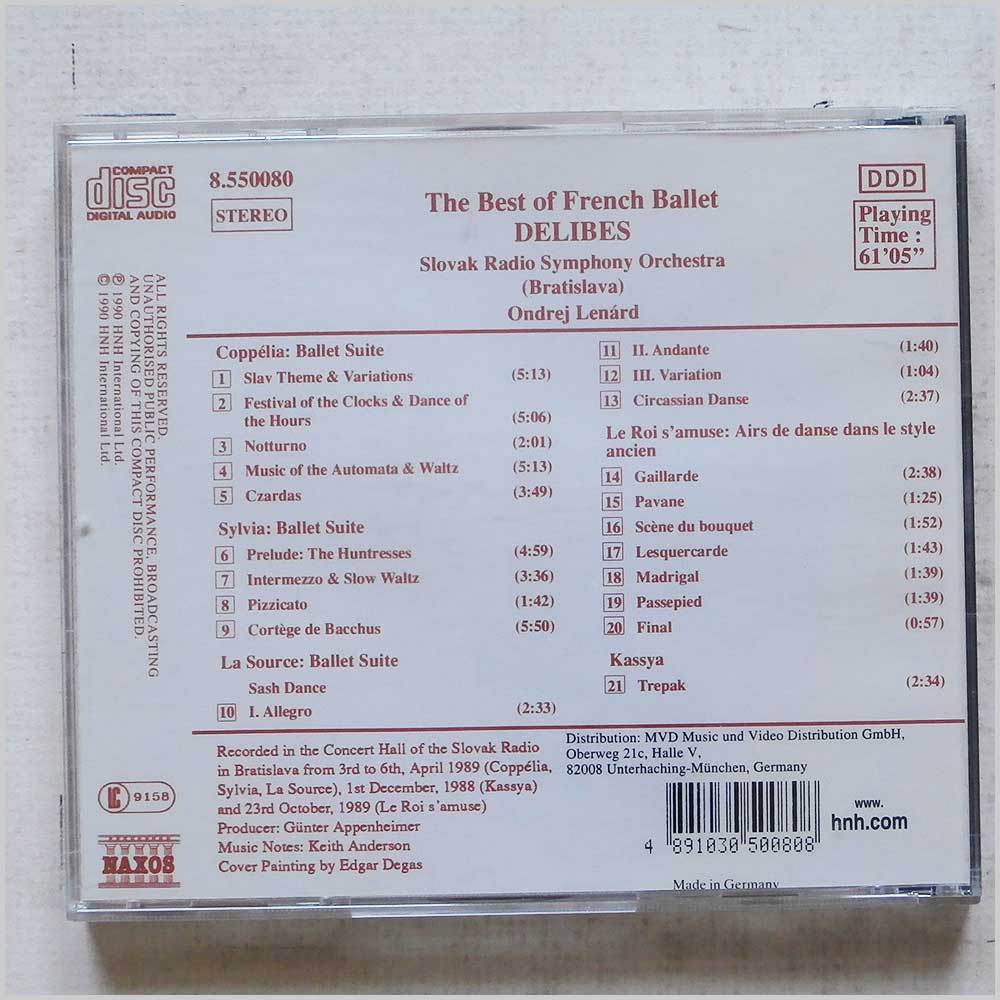 COMPACT
disc
DIGITAL AUDIO
8.550080
STEREO
The Best of French Ballet
DELIBES
Slovak Radio Symphony Orchestra
(Bratislava)
Ondrej Lenárd
DDD
Playing
Time :
61'05"
ALL RIGHTS RESERVED.
UNAUTHORISED PUBLIC PERFORMANCE, BROADCASTING
AND COPYING OF THIS COMPACT DISC PROHIBITED.
℗ 1990 HNH International Ltd.
© 1990 HNH International Ltd.
Coppélia: Ballet Suite
1 Slav Theme & Variations (5:13)
2 Festival of the Clocks & Dance of
the Hours (5:06)
3 Notturno (2:01)
4 Music of the Automata & Waltz (5:13)
5 Czardas (3:49)
Sylvia: Ballet Suite
6 Prelude: The Huntresses (4:59)
7 Intermezzo & Slow Waltz (3:36)
8 Pizzicato (1:42)
9 Cortège de Bacchus (5:50)
La Source: Ballet Suite
Sash Dance
10 I. Allegro (2:33)
11 II. Andante (1:40)
12 III. Variation (1:04)
13 Circassian Danse (2:37)
Le Roi s'amuse: Airs de danse dans le style
ancien
14 Gaillarde (2:38)
15 Pavane (1:25)
16 Scène du bouquet (1:52)
17 Lesquercarde (1:43)
18 Madrigal (1:39)
19 Passepied (1:39)
20 Final (0:57)
Kassya
21 Trepak (2:34)
Recorded in the Concert Hall of the Slovak Radio
in Bratislava from 3rd to 6th, April 1989 (Coppélia,
Sylvia, La Source), 1st December, 1988 (Kassya)
and 23rd October, 1989 (Le Roi s'amuse)
Producer: Günter Appenheimer
Music Notes: Keith Anderson
Cover Painting by Edgar Degas
LC 9158
NAXOS
Distribution: MVD Music und Video Distribution GmbH,
Oberweg 21c, Halle V,
82008 Unterhaching-München, Germany
4 891030 500808
www.
hnh.com
Made in Germany